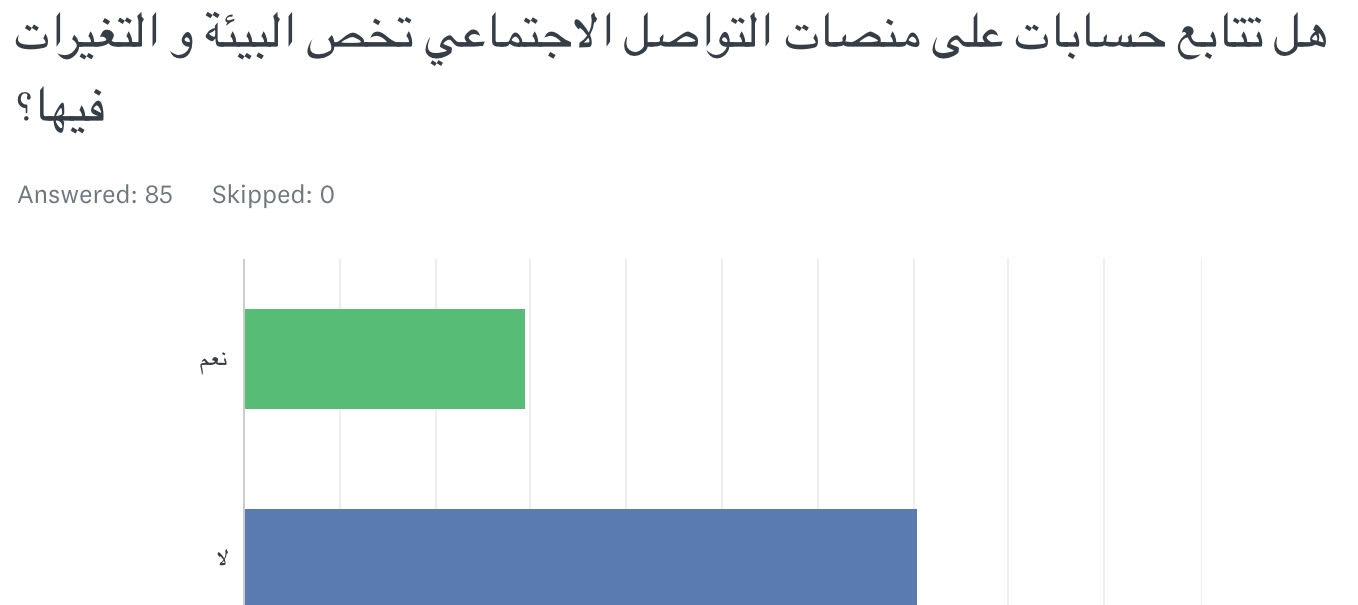 هل تتابع حسابات على منصات التواصل الاجتماعي تخص البيئة و التغيرات
فيها؟
Answered: 85 Skipped: 0
نعم
لا